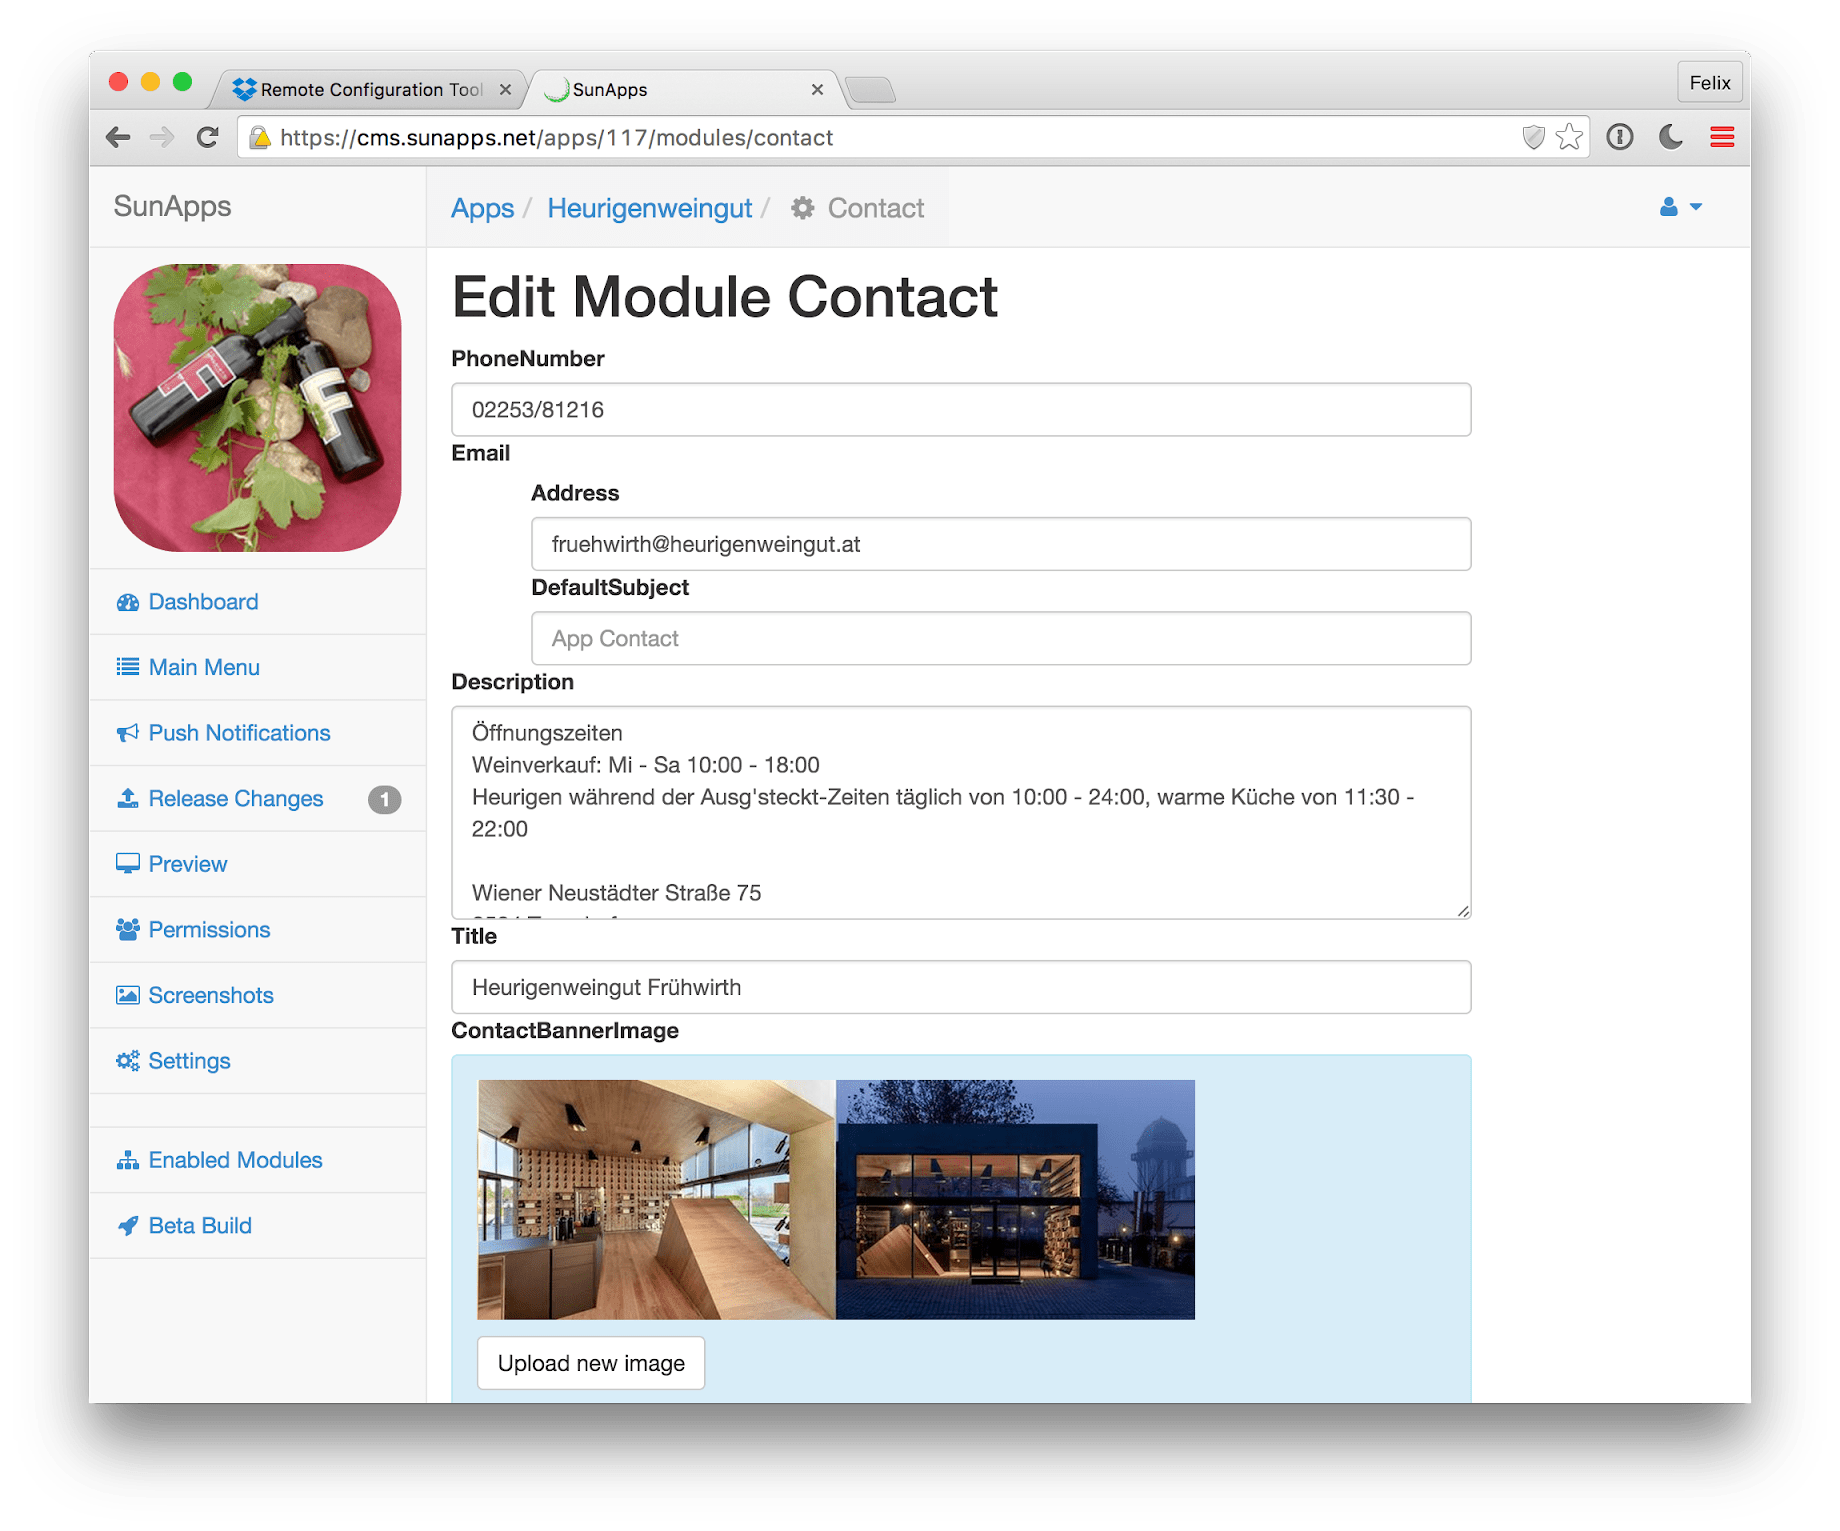 Remote Configuration Tool
SunApps
Felix
https://cms.sunapps.net/apps/117/modules/contact
SunApps
Apps / Heurigenweingut / Contact
Edit Module Contact
PhoneNumber
02253/81216
Email
Address
fruehwirth@heurigenweingut.at
DefaultSubject
App Contact
Description
Öffnungszeiten
Weinverkauf: Mi - Sa 10:00 - 18:00
Heurigen während der Ausg'steckt-Zeiten täglich von 10:00 - 24:00, warme Küche von 11:30 -
22:00
Wiener Neustädter Straße 75
Title
Heurigenweingut Frühwirth
ContactBannerImage
Upload new image
F
F
Dashboard
Main Menu
Push Notifications
Release Changes 1
Preview
Permissions
Screenshots
Settings
Enabled Modules
Beta Build